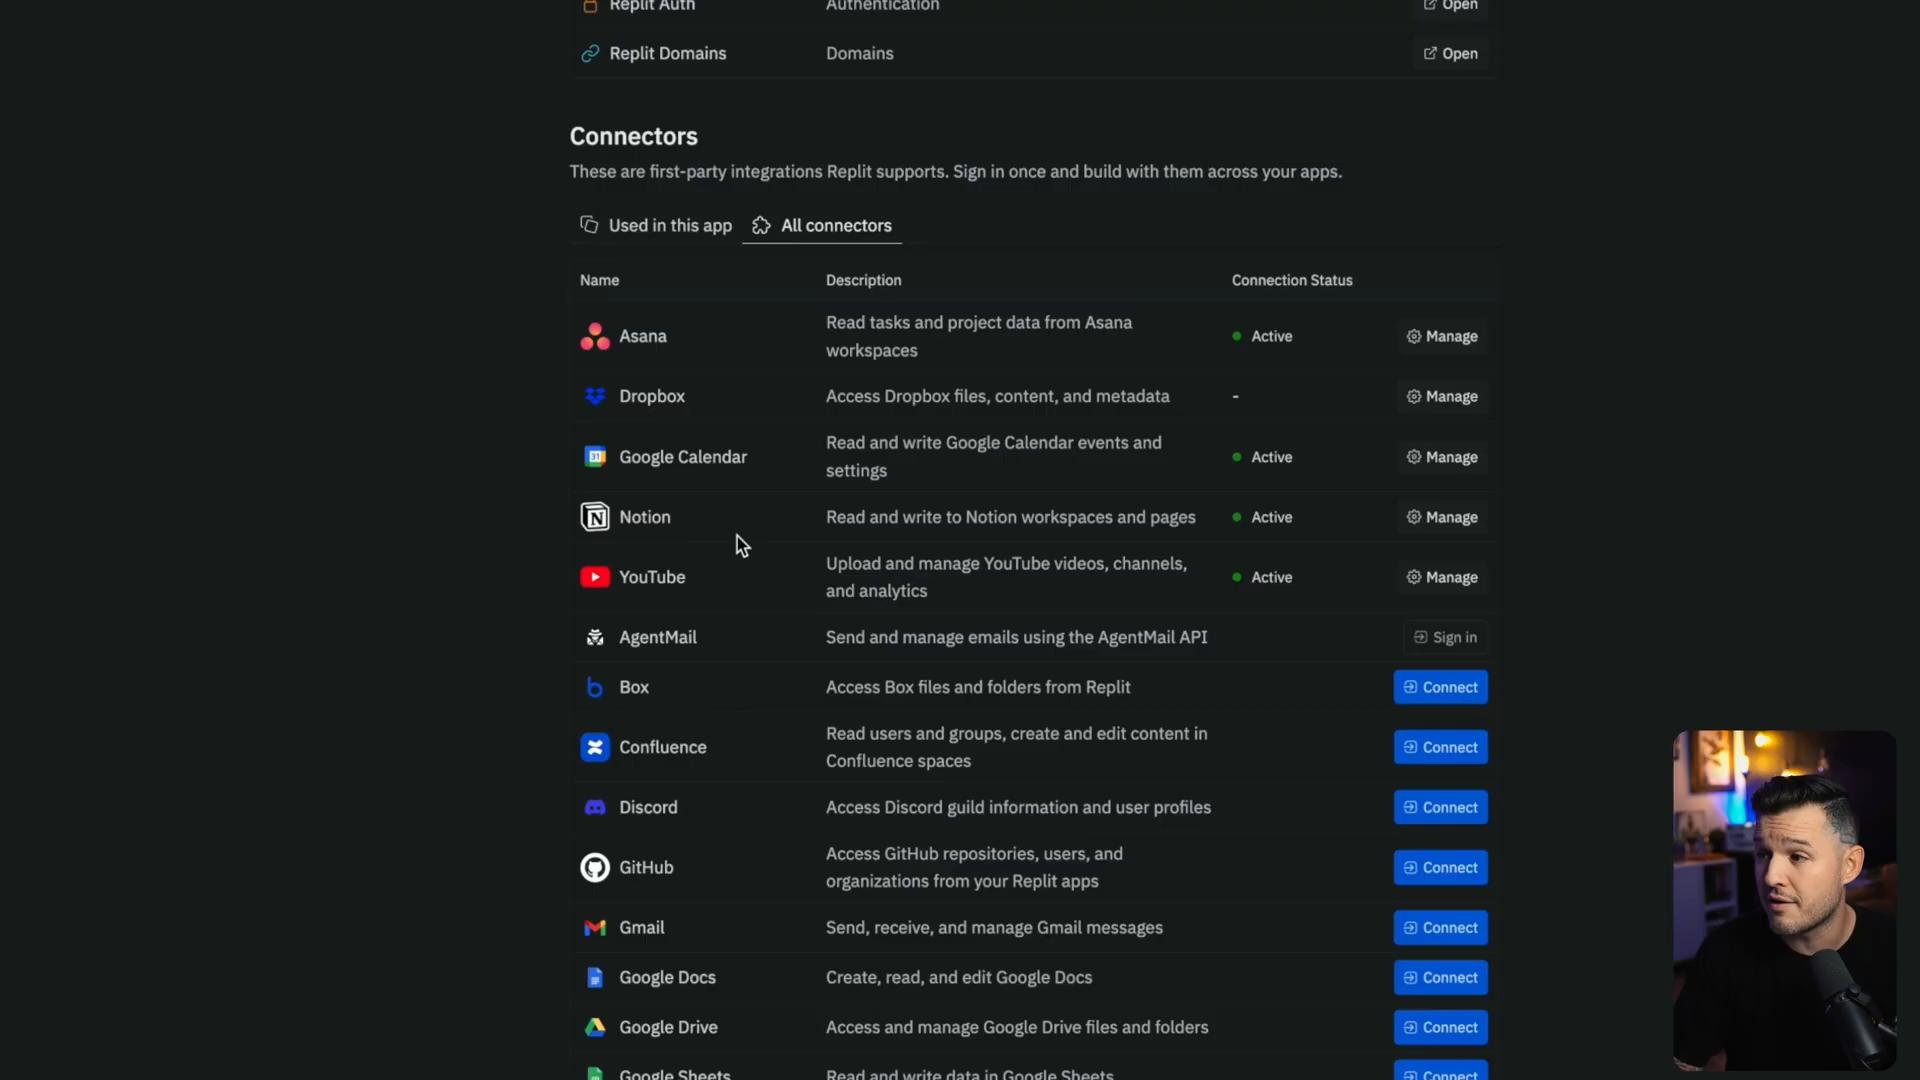 Replit Auth Authentication Open
Replit Domains Domains Open
Connectors
These are first-party integrations Replit supports. Sign in once and build with them across your apps.
Used in this app All connectors
Name Description Connection Status
Asana Read tasks and project data from Asana workspaces Active Manage
Dropbox Access Dropbox files, content, and metadata - Manage
31
Google Calendar Read and write Google Calendar events and settings Active Manage
Notion Read and write to Notion workspaces and pages Active Manage
YouTube Upload and manage YouTube videos, channels, and analytics Active Manage
AgentMail Send and manage emails using the AgentMail API Sign in
Box Access Box files and folders from Replit Connect
Confluence Read users and groups, create and edit content in Confluence spaces Connect
Discord Access Discord guild information and user profiles Connect
GitHub Access GitHub repositories, users, and organizations from your Replit apps Connect
Gmail Send, receive, and manage Gmail messages Connect
Google Docs Create, read, and edit Google Docs Connect
Google Drive Access and manage Google Drive files and folders Connect
Google Sheets Read and write data in Google Sheets Connect